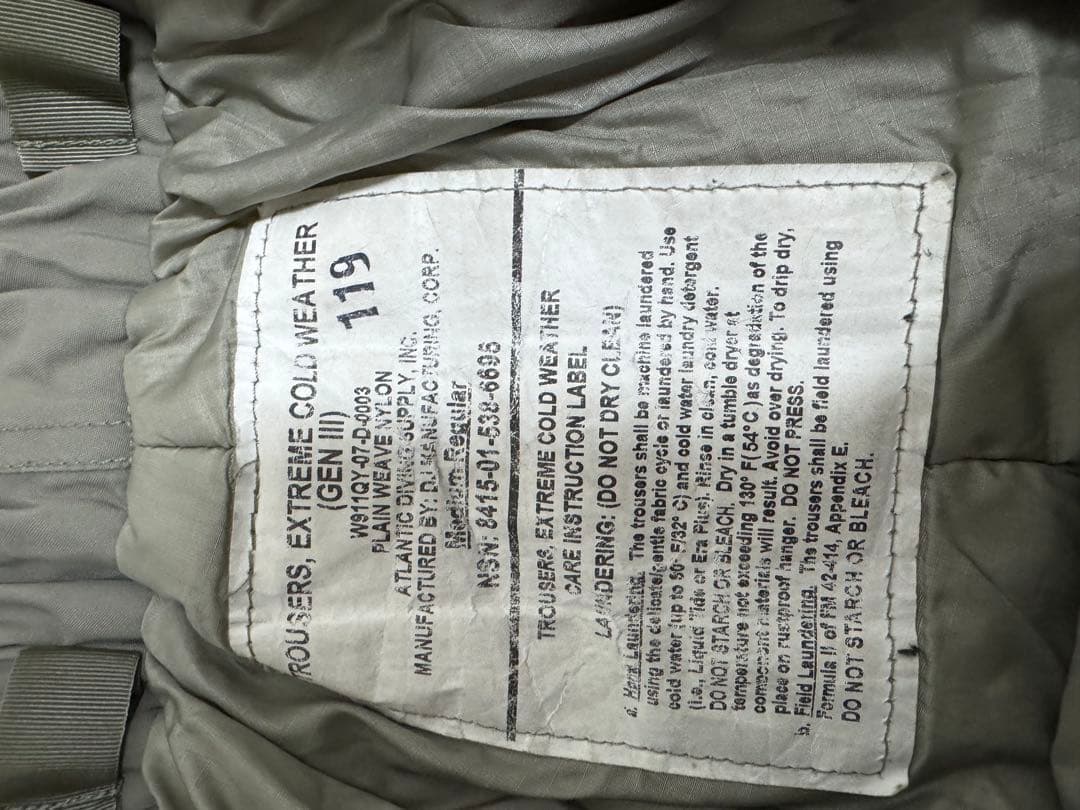 TROUSERS, EXTREME COLD WEATHER
(GEN III)
119
W911QY-07-D-0003
PLAIN WEAVE NYLON
ATLANTIC DIVING SUPPLY, INC.
MANUFACTURED BY: DJ MANUFACTURING, CORP.
Medium Regular
NSN: 8415-01-538-6696
TROUSERS, EXTREME COLD WEATHER
CARE INSTRUCTION LABEL
LAUNDERING: (DO NOT DRY CLEAN)
a. Home Laundering. The trousers shall be machine laundered
using the delicate/gentle fabric cycle or laundered by hand. Use
cold water (up to 90° F/32° C) and cold water laundry detergent
(i.e., Liquid Tide or Era Plus). Rinse in clean, cold water.
DO NOT STARCH OR BLEACH. Dry in a tumble dryer at
temperature not exceeding 130° F(54° C) as degradation of the
component materials will result. Avoid over drying. To drip dry,
place on rustproof hanger. DO NOT PRESS.
b. Field Laundering. The trousers shall be field laundered using
Formula II of FM 42-414, Appendix E.
DO NOT STARCH OR BLEACH.